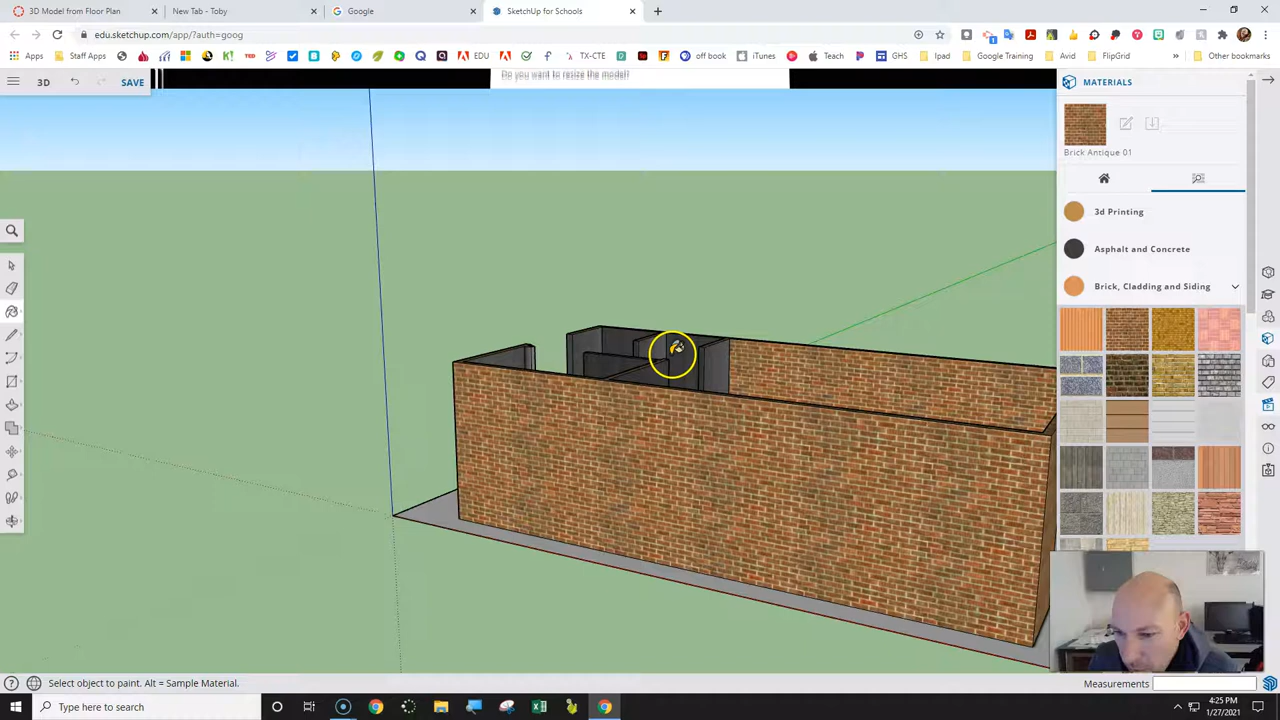 3D Model from Floor Plan
New Tab - Toby
Google
SketchUp for Schools
edu.sketchup.com/app/?auth=goog
Apps
Staff Apps
K!
TED
EDU
TX-CTE
off book
iTunes
GHS
Ipad
Google Training
Avid
FlipGrid
Other bookmarks
3D
SAVE
Do you want to resize the model?
MATERIALS
Brick Antique 01
3d Printing
Asphalt and Concrete
Brick, Cladding and Siding
Select object to paint. Alt = Sample Material.
Measurements
Type here to search
4:25 PM
1/27/2021